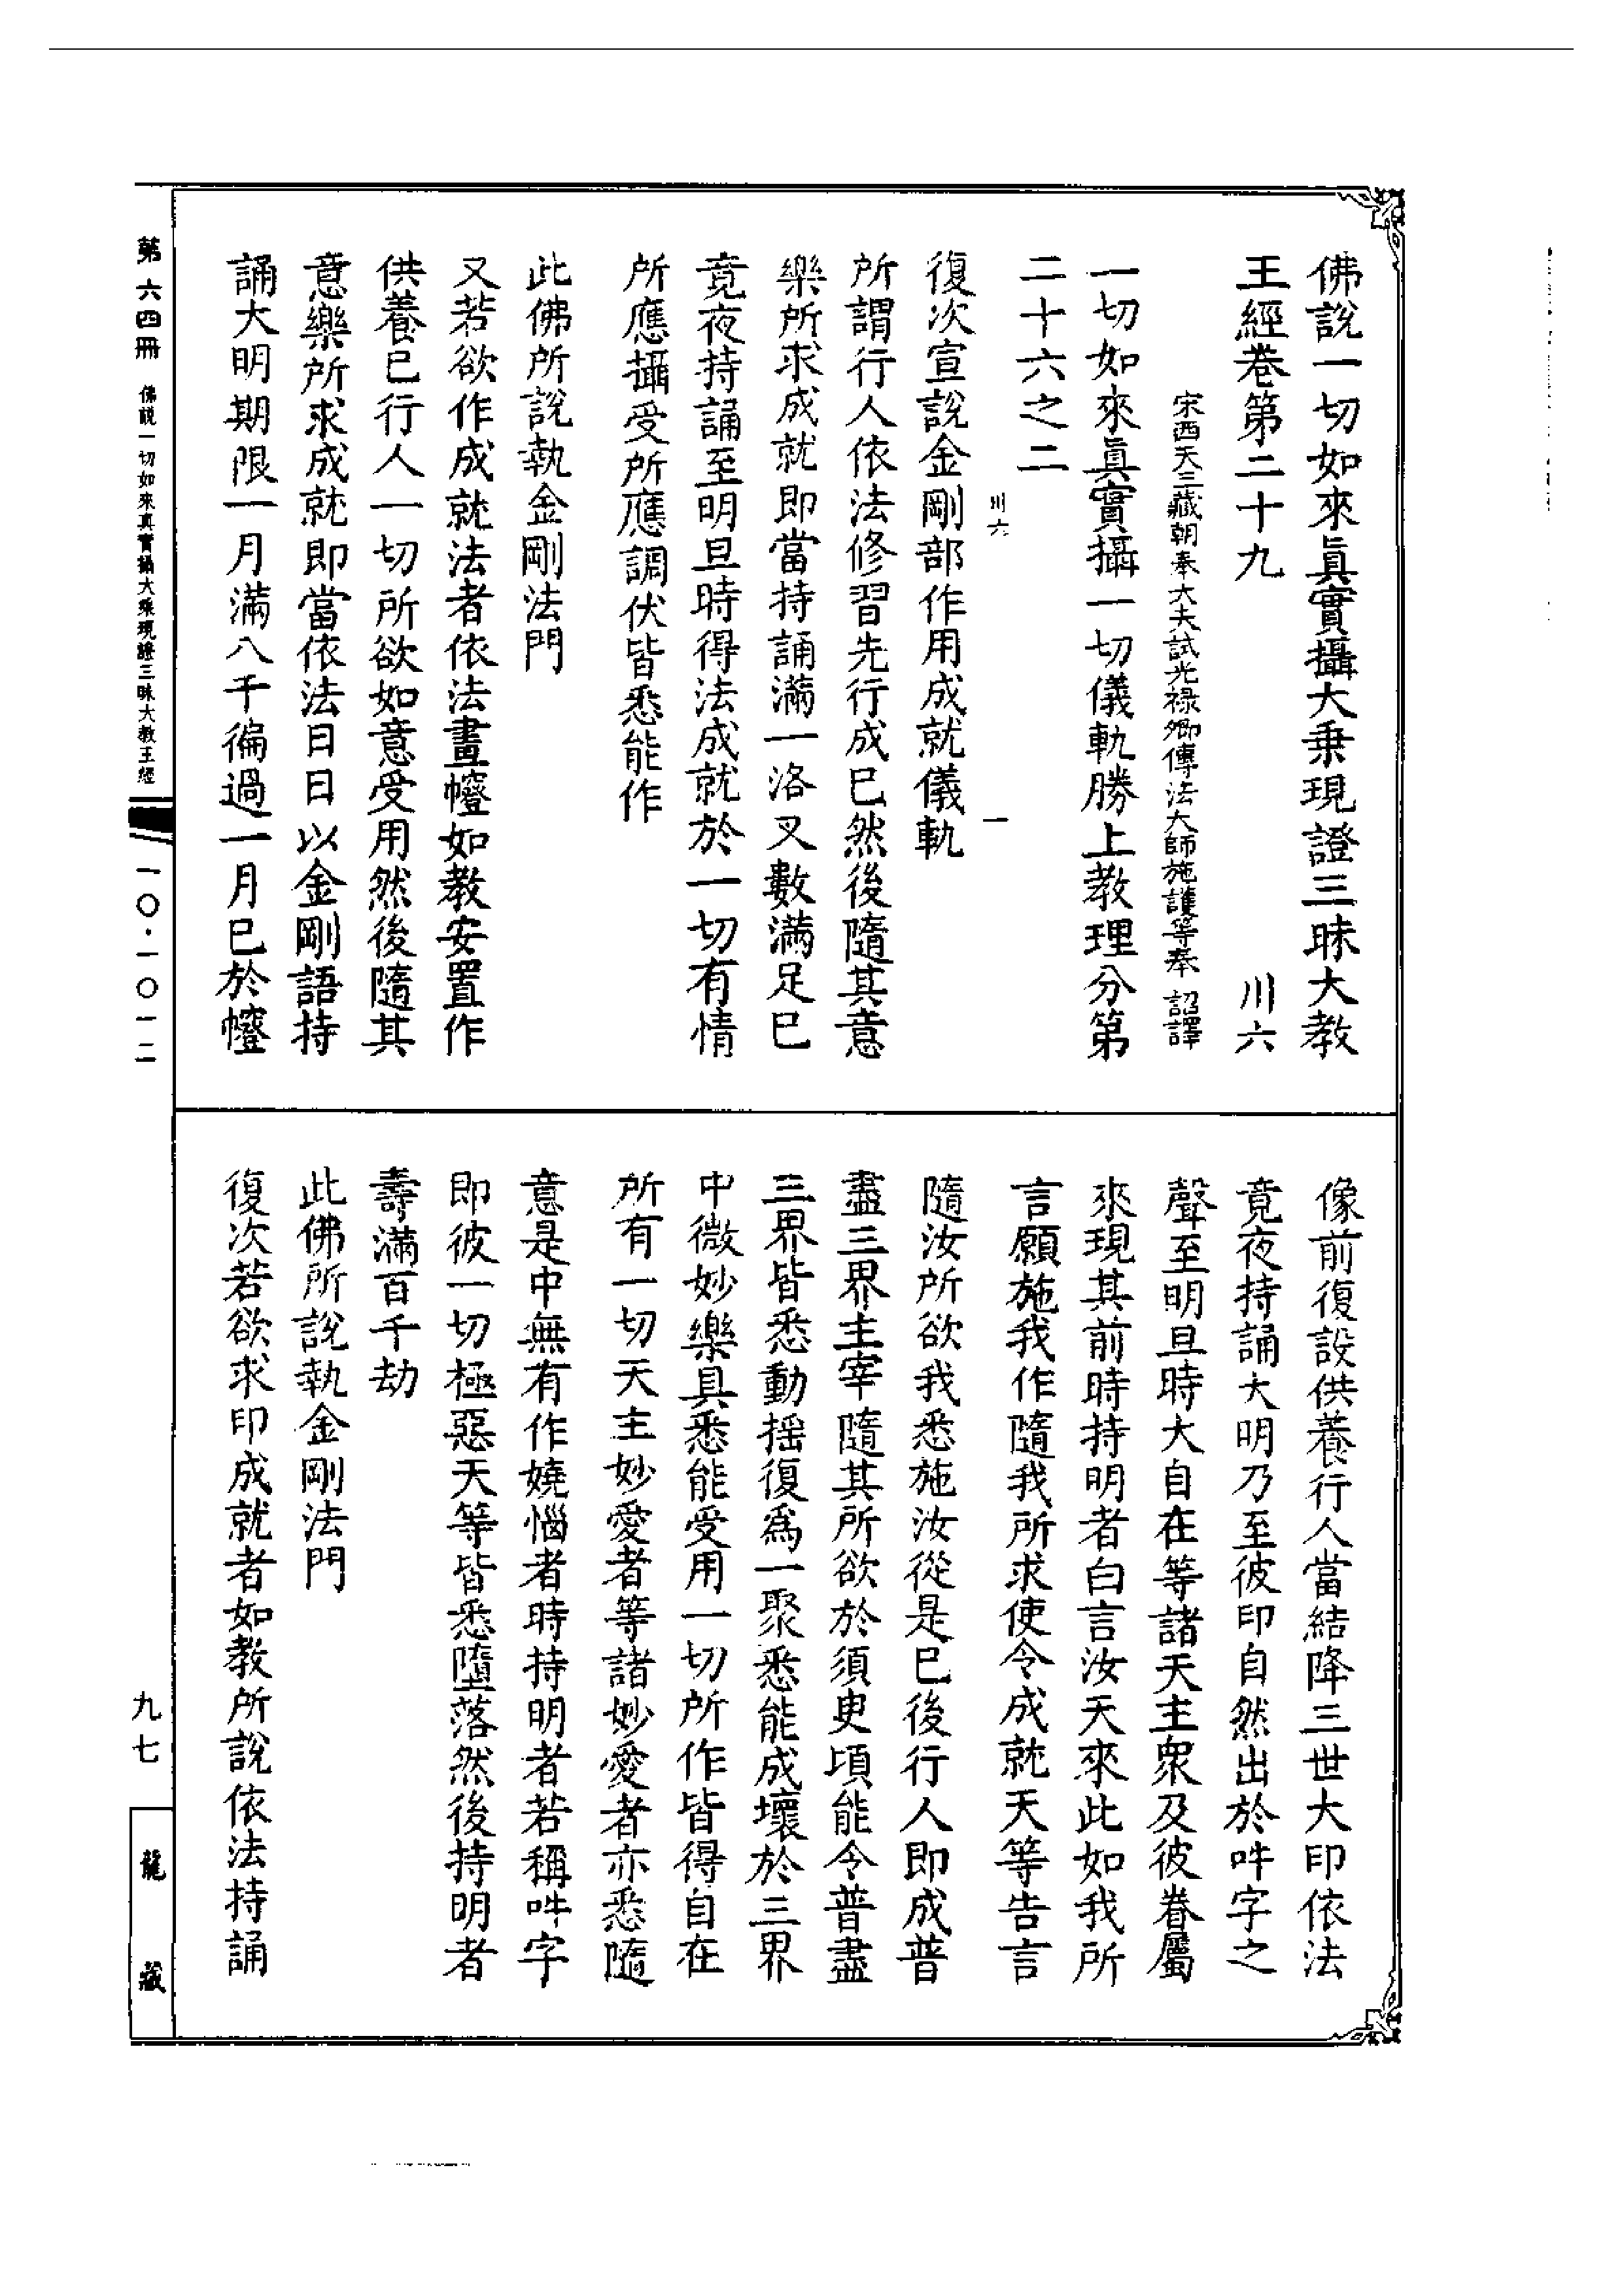 佛說一切如來眞實攝大乗現證三昧大教
王經卷第二十九 川六
宋西天三藏朝奉大夫試光禄卿傳法大師施護等奉 詔譯
一切如來眞實攝一切儀軌勝上教理分第
二十六之二
川六 一
復次宣說金剛部作用成就儀軌
所謂行人依法修習先行成已然後隨其意
樂所求成就即當持誦滿一洛叉數滿足巳
竟夜持誦至明旦時得法成就於一切有情
所應攝受所應調伏皆悉能作
此佛所說執金剛法門
又若欲作成就法者依法畫㡧如教安置作
供養已行人一切所欲如意受用然後隨其
意樂所求成就即當依法日日以金剛語持
誦大明期限一月滿八千徧過一月巳於㡧
像前復設供養行人當結降三世大印依法
竟夜持誦大明乃至彼印自然出於吽字之
聲至明旦時大自在等諸天主衆及彼眷屬
來現其前時持明者白言汝天來此如我所
言願施我作隨我所求使令成就天等告言
隨汝所欲我悉施汝從是巳後行人即成普
盡三界主宰隨其所欲於須臾頃能令普盡
三界皆悉動揺復爲一聚悉能成壞於三界
中微妙樂具悉能受用一切所作皆得自在
所有一切天主妙愛者等諸妙愛者亦悉隨
意是中無有作嬈惱者時持明者若稱吽字
即彼一切極惡天等皆悉墮落然後持明者
壽滿百千劫
此佛所說執金剛法門
復次若欲求印成就者如教所說依法持誦
第六四冊 佛說一切如來真實攝大乘現證三昧大教王經
一〇·一〇一二
九七
龍藏